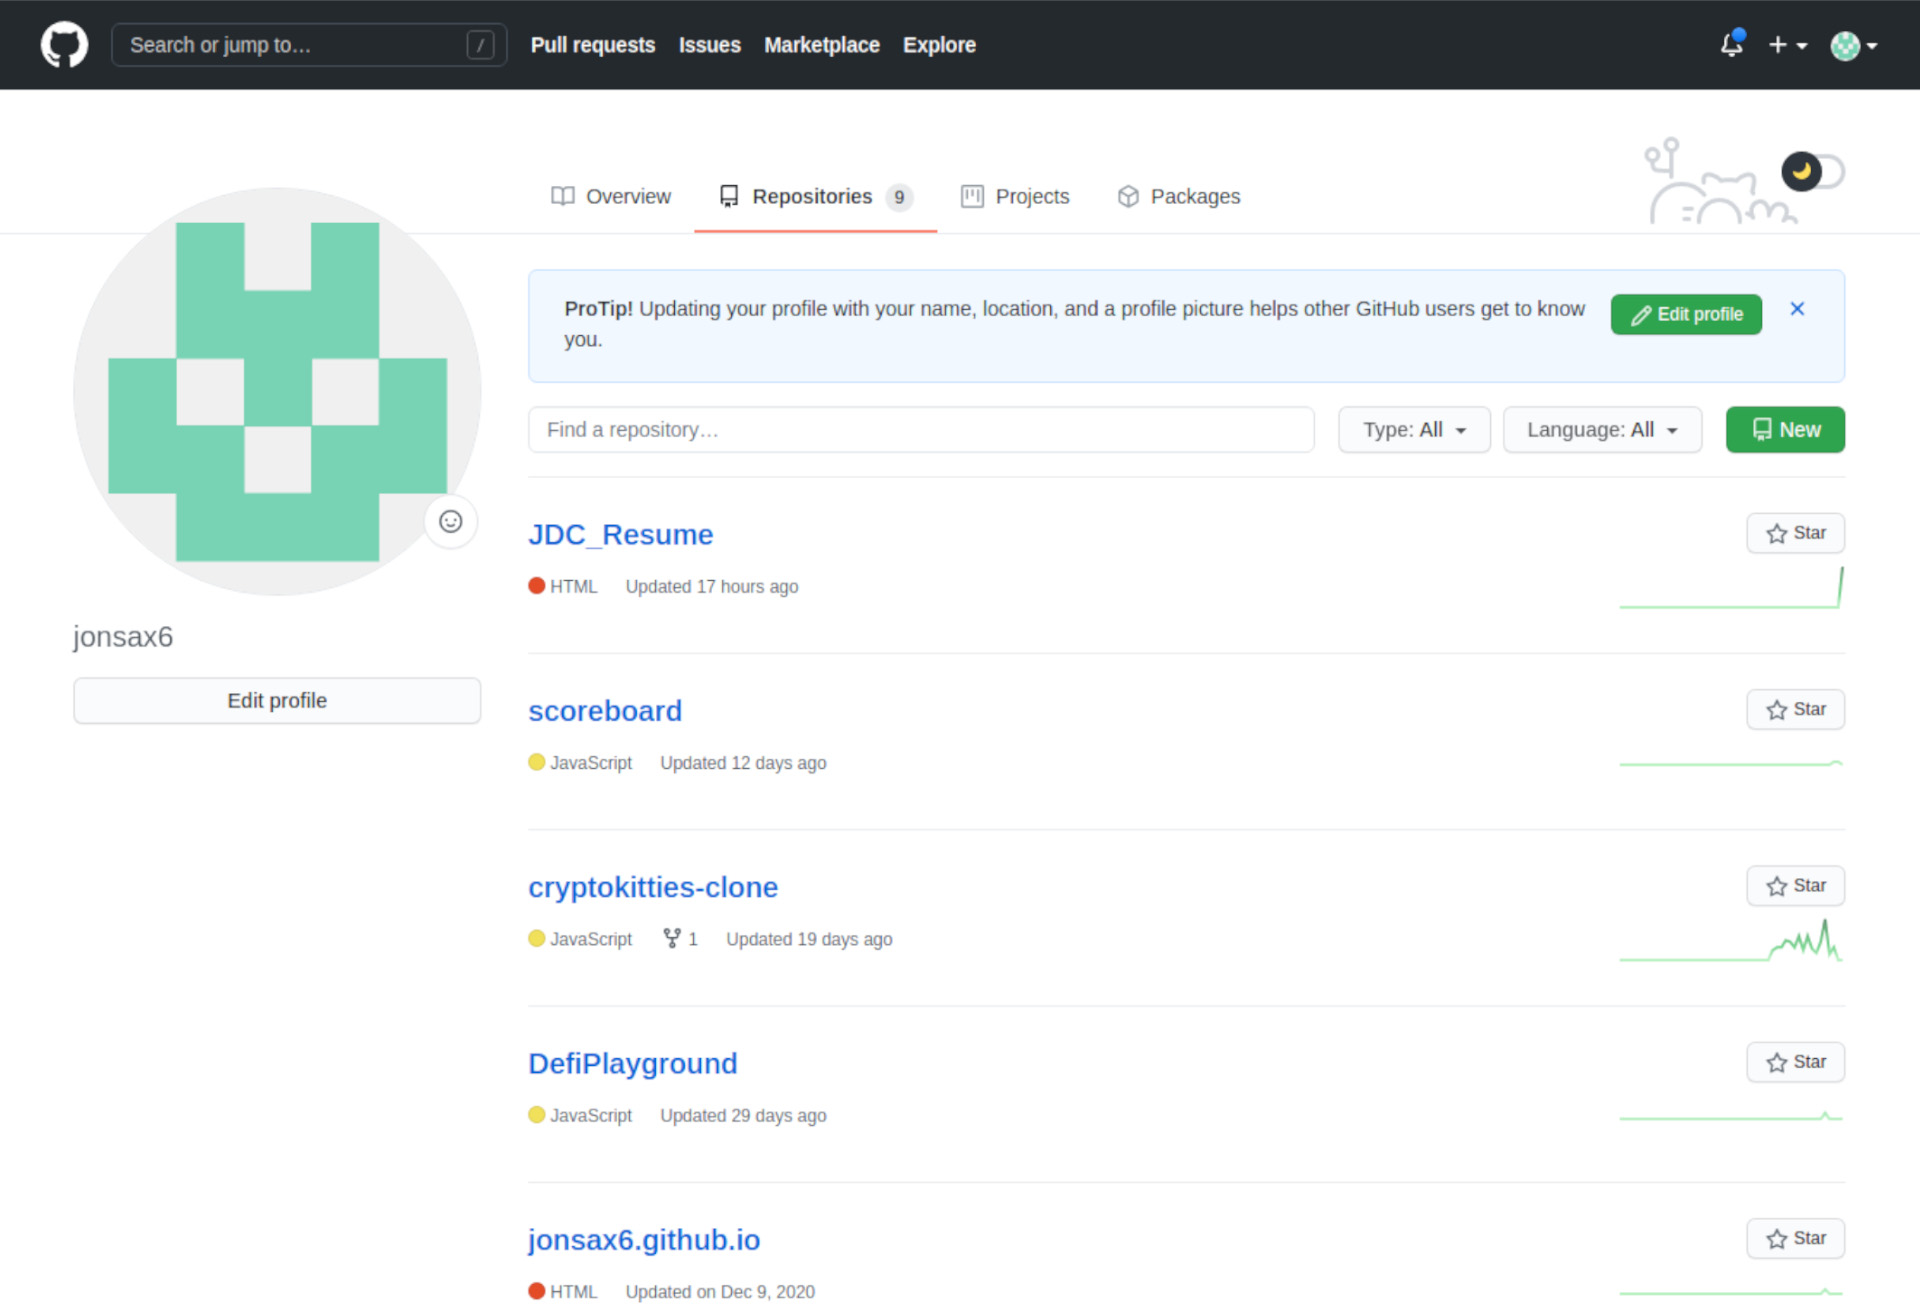 Search or jump to… /
Pull requests Issues Marketplace Explore
Overview Repositories 9 Projects Packages
ProTip! Updating your profile with your name, location, and a profile picture helps other GitHub users get to know
you.
Edit profile
Find a repository…
Type: All
Language: All
New
jonsax6
Edit profile
JDC_Resume
Star
HTML Updated 17 hours ago
scoreboard
Star
JavaScript Updated 12 days ago
cryptokitties-clone
Star
JavaScript 1 Updated 19 days ago
DefiPlayground
Star
JavaScript Updated 29 days ago
jonsax6.github.io
Star
HTML Updated on Dec 9, 2020